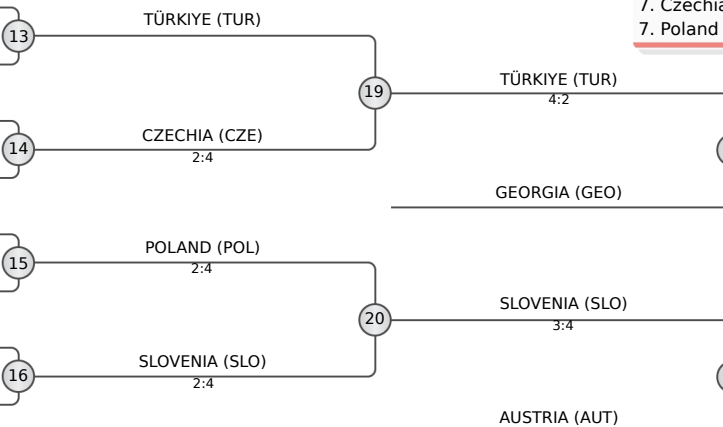 7. Czechia
7. Poland
TÜRKIYE (TUR)
13
19
TÜRKIYE (TUR)
4:2
CZECHIA (CZE)
14
2:4
GEORGIA (GEO)
POLAND (POL)
15
2:4
SLOVENIA (SLO)
20
3:4
SLOVENIA (SLO)
16
2:4
AUSTRIA (AUT)